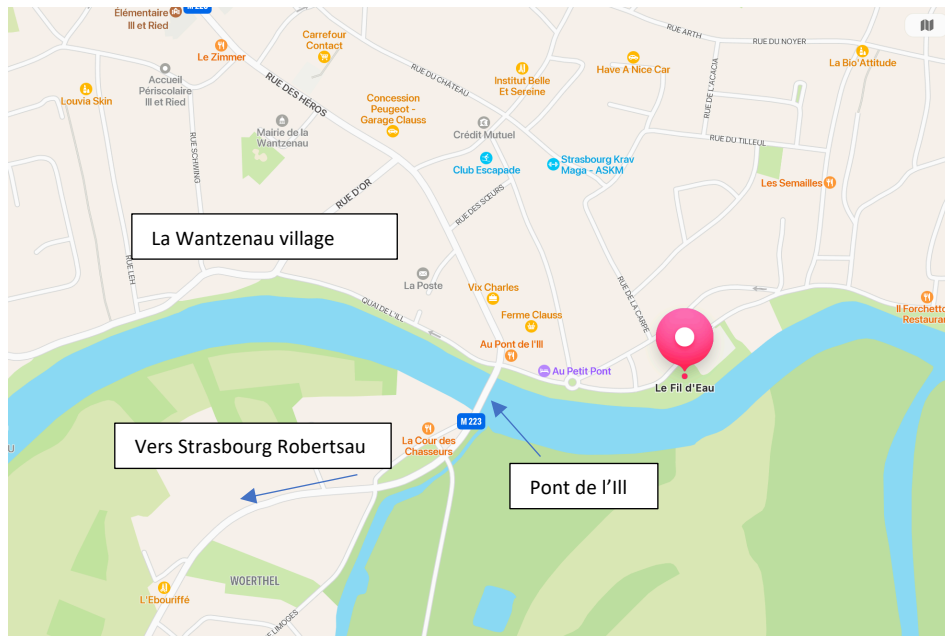 Élémentaire
Ill et Ried
Le Zimmer
Carrefour
Contact
RUE ARTH
RUE DU NOYER
La Bio'Attitude
Have A Nice Car
Institut Belle
Et Sereine
RUE DU CHÂTEAU
Accueil
Périscolaire
Ill et Ried
Louvia Skin
RUE DES HÉROS
Concession
Peugeot -
Garage Clauss
RUE DE L'ACACIA
Mairie de la
Wantzenau
Crédit Mutuel
RUE DU TILLEUL
RUE SCHWING
Club Escapade
Strasbourg Krav
Maga - ASKM
Les Semailles
RUE D'OR
RUE DES SŒURS
La Wantzenau village
RUE LEH
La Poste
Vix Charles
QUAI DE L'ILL
Ferme Clauss
RUE DE LA CARPE
Il Forchetto
Restaura
Au Pont de l'Ill
Au Petit Pont
Le Fil d'Eau
M 223
La Cour des
Chasseurs
Vers Strasbourg Robertsau
Pont de l'Ill
WOERTHEL
L'Ebouriffé
LIMOGES